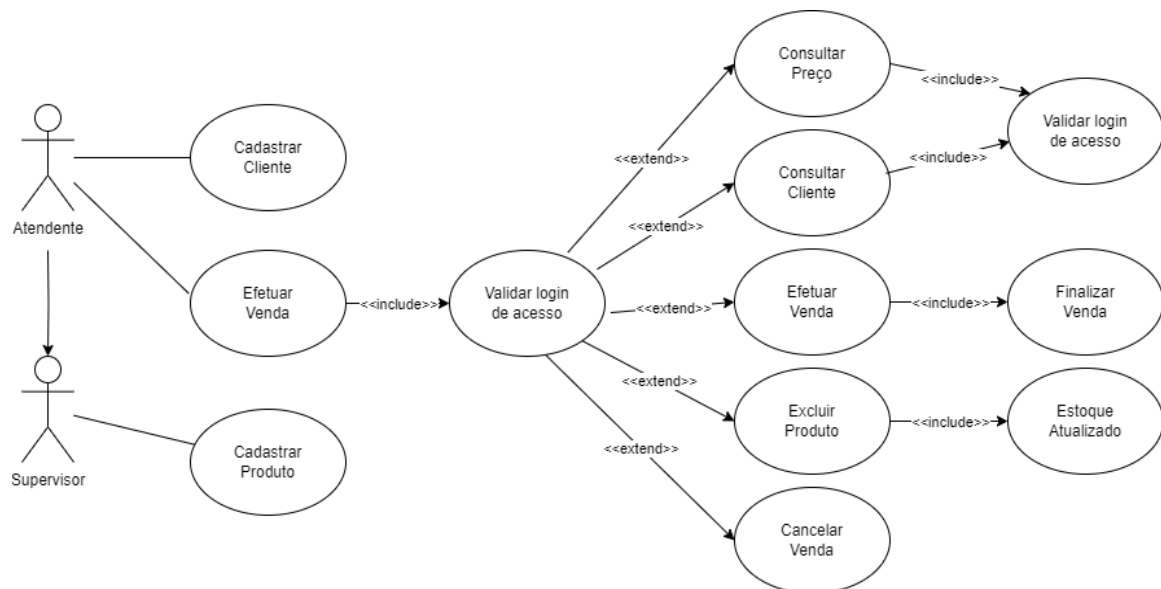 Consultar
Preço
<<include>>
Validar login
de acesso
Cadastrar
Cliente
<<extend>>
<<include>>
Consultar
Cliente
Atendente
<<extend>>
Efetuar
Venda
<<include>>
Validar login
de acesso
<<extend>>
Efetuar
Venda
<<include>>
Finalizar
Venda
<<extend>>
Excluir
Produto
<<include>>
Estoque
Atualizado
<<extend>>
Cadastrar
Produto
Supervisor
Cancelar
Venda